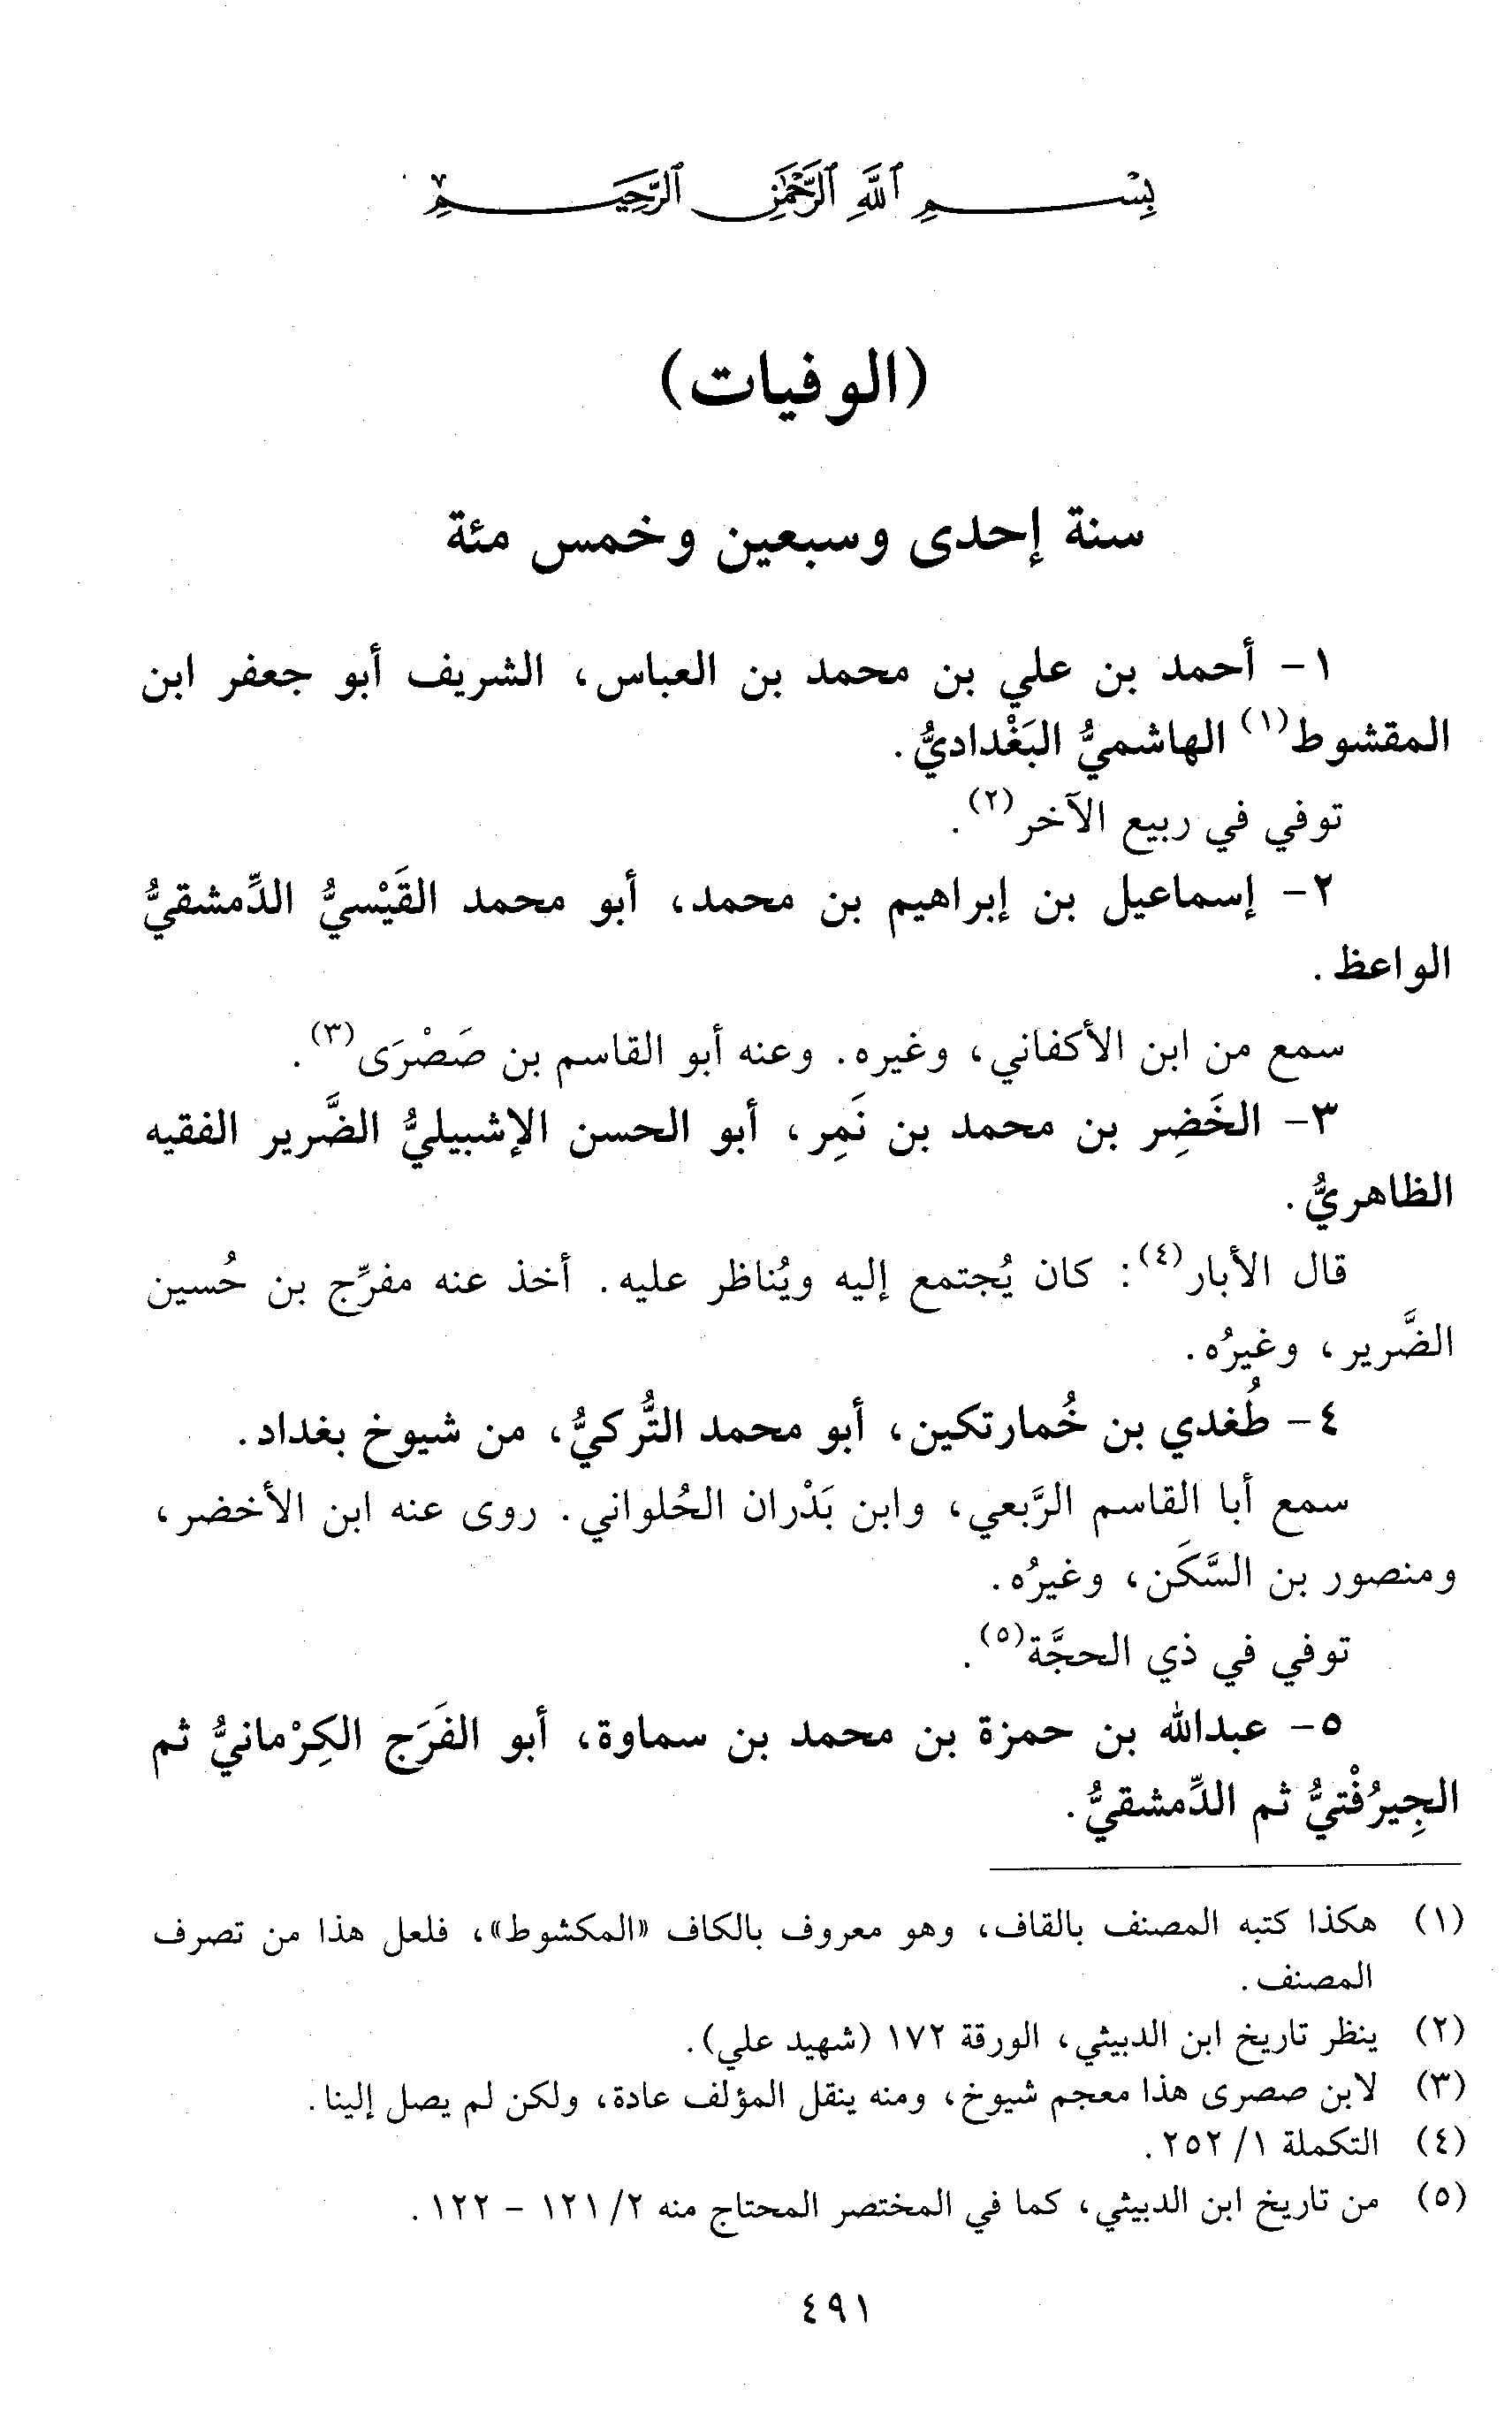 بِسْمِ ٱللَّهِ ٱلرَّحْمَٰنِ ٱلرَّحِيمِ
(الوفيات)
سنة إحدى وسبعين وخمس مئة
١- أحمد بن علي بن محمد بن العباس، الشريف أبو جعفر ابن
المقشوط(١) الهاشميُّ البَغْداديُّ.
توفي في ربيع الآخر(٢).
٢- إسماعيل بن إبراهيم بن محمد، أبو محمد القَيْسيُّ الدِّمشقيُّ
الواعظ.
سمع من ابن الأكفاني، وغيره. وعنه أبو القاسم بن صَصْرَى(٣).
٣- الخَضِر بن محمد بن نَمِر، أبو الحسن الإشبيليُّ الضَّرير الفقيه
الظاهريُّ.
قال الأبار(٤): كان يُجتمع إليه ويُناظر عليه. أخذ عنه مفرِّج بن حُسين
الضَّرير، وغيرُه.
٤- طُغدي بن خُمارتكين، أبو محمد التُّركيُّ، من شيوخ بغداد.
سمع أبا القاسم الرَّبعي، وابن بَدْران الحُلواني. روى عنه ابن الأخضر،
ومنصور بن السَّكَن، وغيرُه.
توفي في ذي الحجَّة(٥).
٥- عبدالله بن حمزة بن محمد بن سماوة، أبو الفَرَج الكِرْمانيُّ ثم
الجِيرُفْتيُّ ثم الدِّمشقيُّ.
(١) هكذا كتبه المصنف بالقاف، وهو معروف بالكاف «المكشوط»، فلعل هذا من تصرف
المصنف.
(٢) ينظر تاريخ ابن الدبيثي، الورقة ١٧٢ (شهيد علي).
(٣) لابن صصرى هذا معجم شيوخ، ومنه ينقل المؤلف عادة، ولكن لم يصل إلينا.
(٤) التكملة ١/ ٢٥٢.
(٥) من تاريخ ابن الدبيثي، كما في المختصر المحتاج منه ٢/ ١٢١ - ١٢٢.
٤٩١